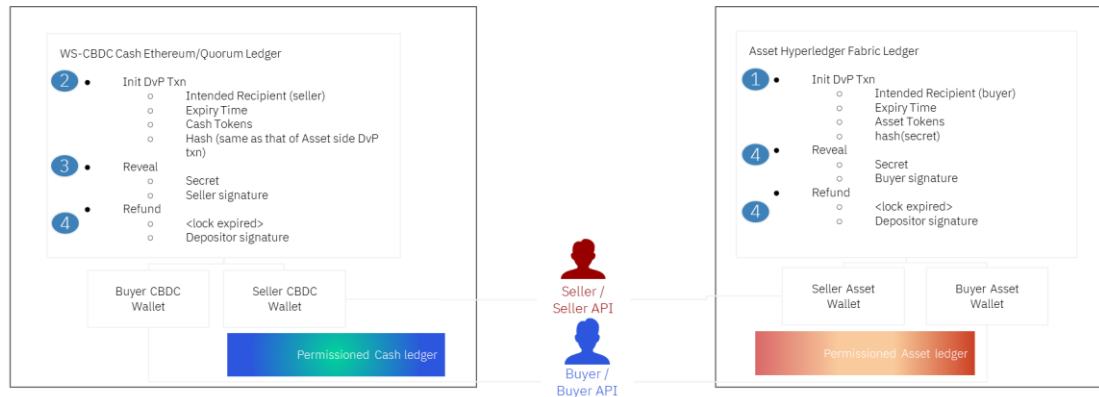 WS-CBDC Cash Ethereum/Quorum Ledger
2
Init DvP Txn
Intended Recipient (seller)
Expiry Time
Cash Tokens
Hash (same as that of Asset side DvP
txn)
3
Reveal
Secret
Seller signature
4
Refund
<lock expired>
Depositor signature
Buyer CBDC
Wallet
Seller CBDC
Wallet
Permissioned Cash ledger
Seller /
Seller API
Buyer /
Buyer API
Asset Hyperledger Fabric Ledger
1
Init DvP Txn
Intended Recipient (buyer)
Expiry Time
Asset Tokens
hash(secret)
4
Reveal
Secret
Buyer signature
4
Refund
<lock expired>
Depositor signature
Seller Asset
Wallet
Buyer Asset
Wallet
Permissioned Asset ledger